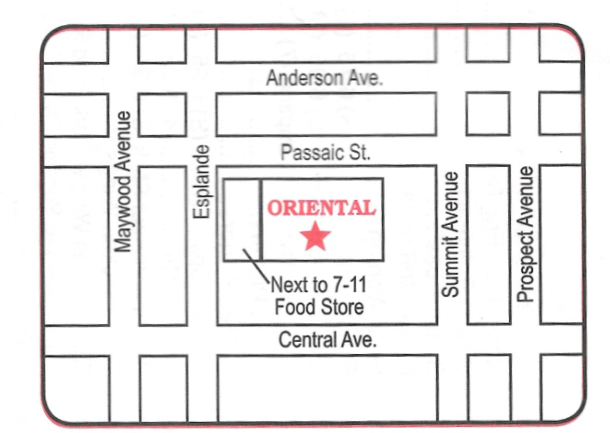 Anderson Ave.
Passaic St.
Maywood Avenue
Esplande
ORIENTAL
Summit Avenue
Prospect Avenue
Next to 7-11
Food Store
Central Ave.